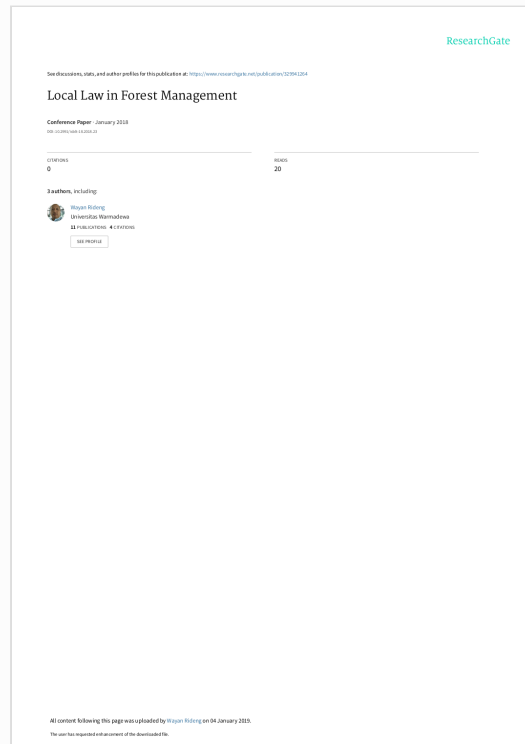 ResearchGate
See discussions, stats, and author profiles for this publication at: https://www.researchgate.net/publication/329941264
Local Law in Forest Management
Conference Paper · January 2018
CITATIONS
0
READS
20
3 authors, including:
Wayan Rideng
Universitas Warmadewa
11 PUBLICATIONS 4 CITATIONS
SEE PROFILE
All content following this page was uploaded by Wayan Rideng on 04 January 2019.
The user has requested enhancement of the downloaded file.